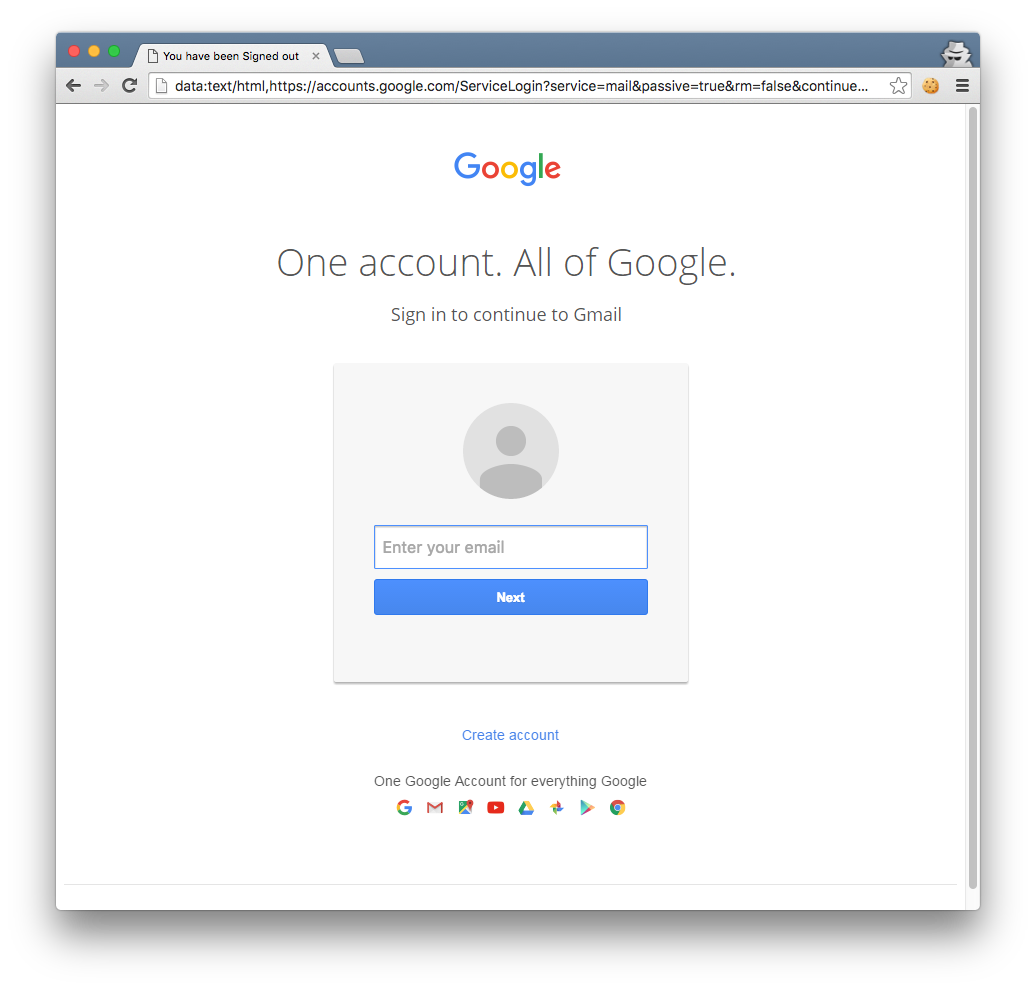 You have been Signed out
data:text/html,https://accounts.google.com/ServiceLogin?service=mail&passive=true&rm=false&continue...
Google
One account. All of Google.
Sign in to continue to Gmail
Enter your email
Next
Create account
One Google Account for everything Google